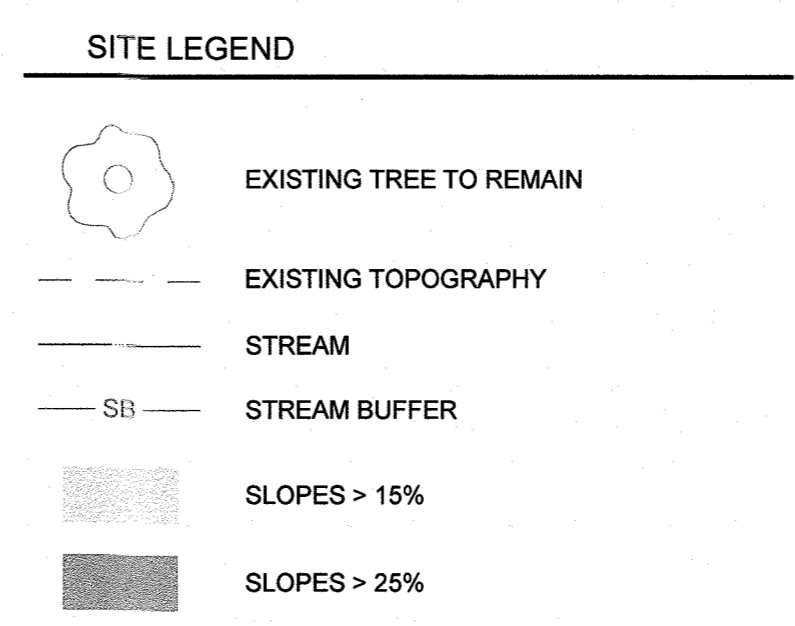 SITE LEGEND
EXISTING TREE TO REMAIN
EXISTING TOPOGRAPHY
STREAM
SB STREAM BUFFER
SLOPES > 15%
SLOPES > 25%